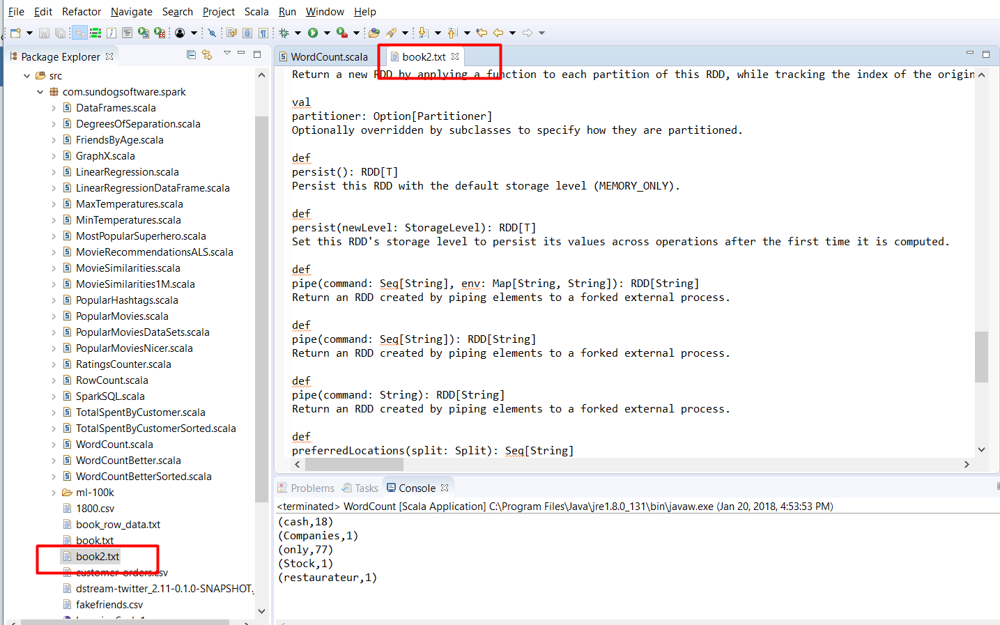 File Edit Refactor Navigate Search Project Scala Run Window Help
Package Explorer
src
com.sundogsoftware.spark
DataFrames.scala
DegreesOfSeparation.scala
FriendsByAge.scala
GraphX.scala
LinearRegression.scala
LinearRegressionDataFrame.scala
MaxTemperatures.scala
MinTemperatures.scala
MostPopularSuperhero.scala
MovieRecommendationsALS.scala
MovieSimilarities.scala
MovieSimilarities1M.scala
PopularHashtags.scala
PopularMovies.scala
PopularMoviesDataSets.scala
PopularMoviesNicer.scala
RatingsCounter.scala
RowCount.scala
SparkSQL.scala
TotalSpentByCustomer.scala
TotalSpentByCustomerSorted.scala
WordCount.scala
WordCountBetter.scala
WordCountBetterSorted.scala
ml-100k
1800.csv
book_row_data.txt
book.txt
book2.txt
customer-orders.csv
dstream-twitter_2.11-0.1.0-SNAPSHOT.
fakefriends.csv
WordCount.scala book2.txt
Return a new RDD by applying a function to each partition of this RDD, while tracking the index of the origin
val
partitioner: Option[Partitioner]
Optionally overridden by subclasses to specify how they are partitioned.
def
persist(): RDD[T]
Persist this RDD with the default storage level (MEMORY_ONLY).
def
persist(newLevel: StorageLevel): RDD[T]
Set this RDD's storage level to persist its values across operations after the first time it is computed.
def
pipe(command: Seq[String], env: Map[String, String]): RDD[String]
Return an RDD created by piping elements to a forked external process.
def
pipe(command: Seq[String]): RDD[String]
Return an RDD created by piping elements to a forked external process.
def
pipe(command: String): RDD[String]
Return an RDD created by piping elements to a forked external process.
def
preferredLocations(split: Split): Seq[String]
Problems Tasks Console
<terminated> WordCount [Scala Application] C:\Program Files\Java\jre1.8.0_131\bin\javaw.exe (Jan 20, 2018, 4:53:53 PM)
(cash,18)
(Companies,1)
(only,77)
(Stock,1)
(restaurateur,1)